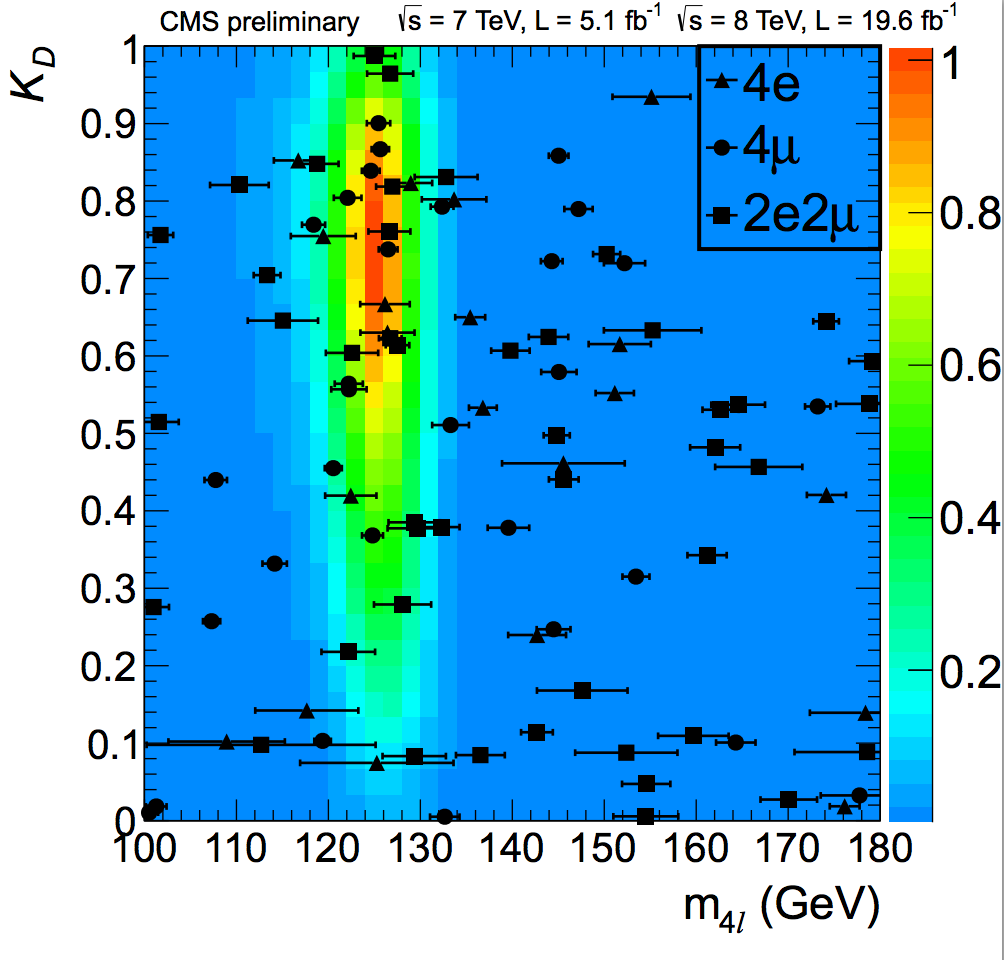 CMS preliminary √s = 7 TeV, L = 5.1 fb⁻¹ √s = 8 TeV, L = 19.6 fb⁻¹
K_D
4e
4μ
2e2μ
1
0.9
0.8
0.7
0.6
0.5
0.4
0.3
0.2
0.1
0
100 110 120 130 140 150 160 170 180
m_4l (GeV)
1
0.8
0.6
0.4
0.2